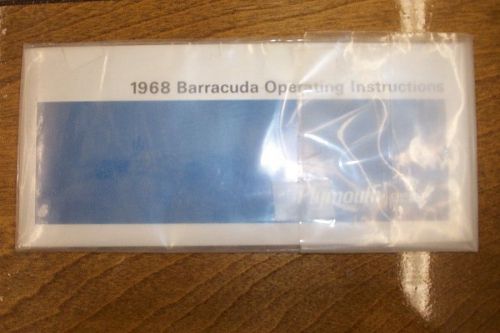 1968 Barracuda Operating Instructions
Plymouth